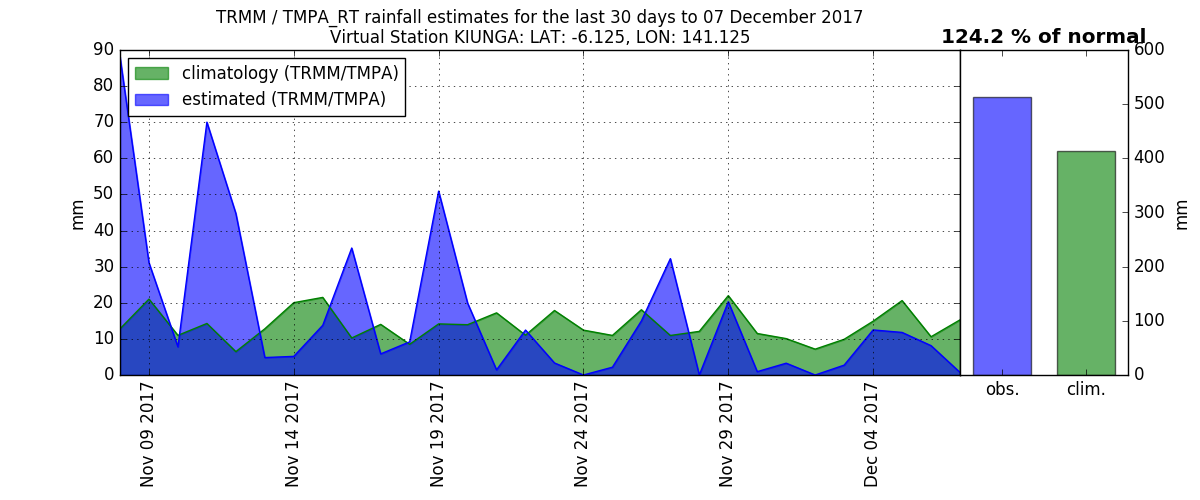 TRMM / TMPA_RT rainfall estimates for the last 30 days to 07 December 2017
Virtual Station KIUNGA: LAT: -6.125, LON: 141.125
124.2 % of normal
climatology (TRMM/TMPA)
estimated (TRMM/TMPA)
mm
90
80
70
60
50
40
30
20
10
0
Nov 09 2017
Nov 14 2017
Nov 19 2017
Nov 24 2017
Nov 29 2017
Dec 04 2017
obs.
clim.
600
500
400
300
200
100
0
mm